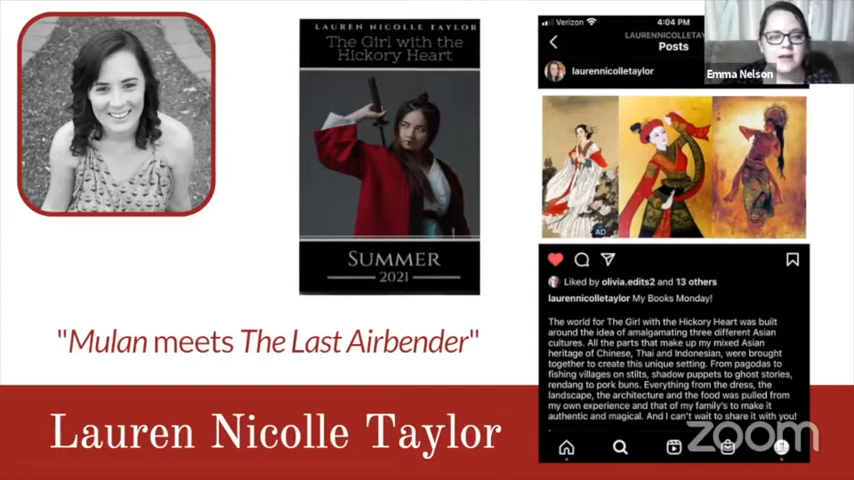 LAUREN NICOLLE TAYLOR
The Girl with the
Hickory Heart
SUMMER
2021
"Mulan meets The Last Airbender"
Lauren Nicolle Taylor
Verizon
4:04 PM
LAURENNICOLLETAY
Posts
laurennicolletaylor
Emma Nelson
Liked by olivia.edits2 and 13 others
laurennicolletaylor My Books Monday!
The world for The Girl with the Hickory Heart was built
around the idea of amalgamating three different Asian
cultures. All the parts that make up my mixed Asian
heritage of Chinese, Thai and Indonesian, were brought
together to create this unique setting. From pagodas to
fishing villages on stilts, shadow puppets to ghost stories,
rendang to pork buns. Everything from the dress, the
landscape, the architecture and the food was pulled from
my own experience and that of my family's to make it
authentic and magical. And I can't wait to share it with you!
zoom